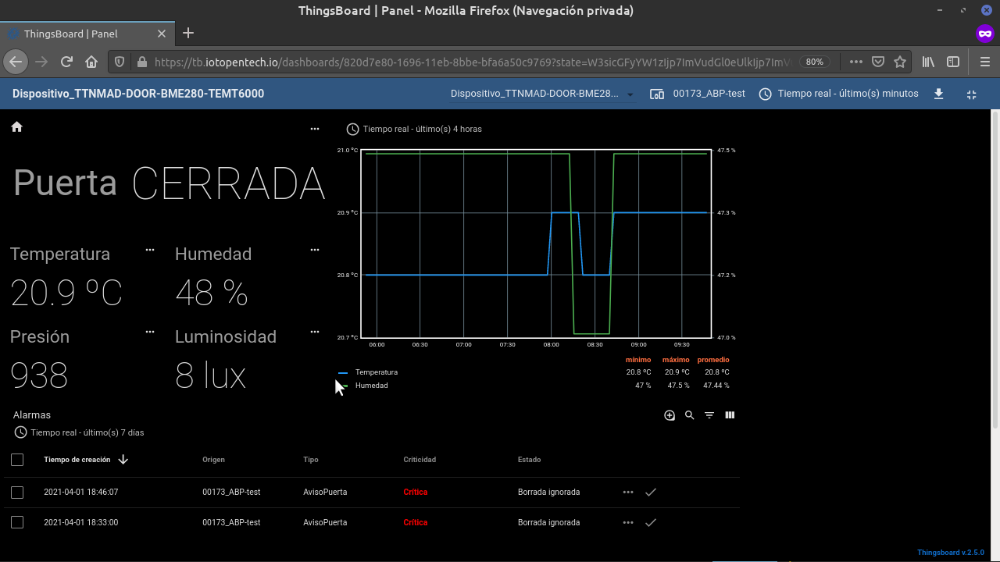 ThingsBoard | Panel - Mozilla Firefox (Navegación privada)
ThingsBoard | Panel
https://tb.iotopentech.io/dashboards/820d7e80-1696-11eb-8bbe-bfa6a50c9769?state=W3sicGFyYW1zIjp7ImVudGl0eUlkIjp7ImV
80%
Dispositivo_TTNMAD-DOOR-BME280-TEMT6000
Dispositivo_TTNMAD-DOOR-BME28...
00173_ABP-test
Tiempo real - último(s) minutos
Tiempo real - último(s) 4 horas
Puerta CERRADA
Temperatura
20.9 ºC
Humedad
48 %
Presión
938
Luminosidad
8 lux
21.0 ºC
20.9 ºC
20.8 ºC
20.7 ºC
47.5 %
47.3 %
47.2 %
47.0 %
06:00 06:30 07:00 07:30 08:00 08:30 09:00 09:30
mínimo máximo promedio
Temperatura 20.8 ºC 20.9 ºC 20.8 ºC
Humedad 47 % 47.5 % 47.44 %
Alarmas
Tiempo real - último(s) 7 días
Tiempo de creación Origen Tipo Criticidad Estado
2021-04-01 18:46:07 00173_ABP-test AvisoPuerta Crítica Borrada ignorada
2021-04-01 18:33:00 00173_ABP-test AvisoPuerta Crítica Borrada ignorada
Thingsboard v.2.5.0